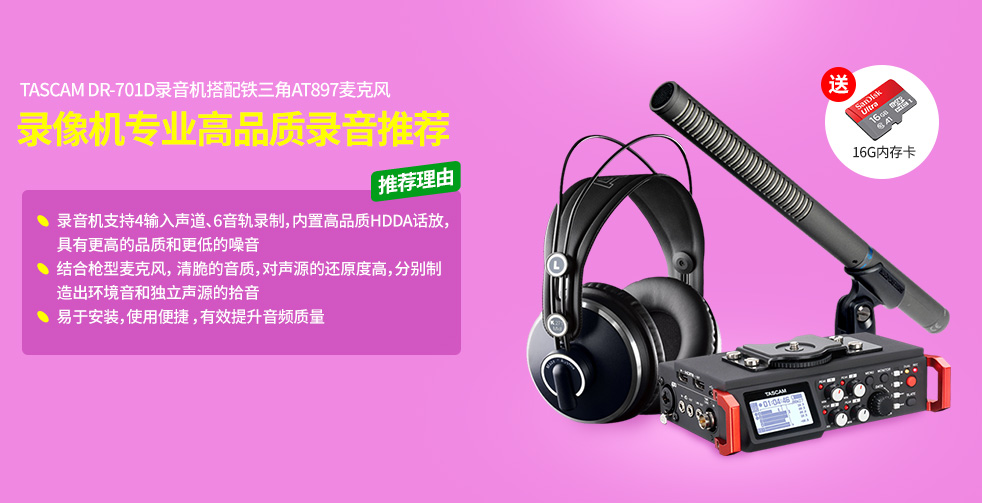 TASCAM DR-701D录音机搭配铁三角AT897麦克风
录像机专业高品质录音推荐
推荐理由
录音机支持4输入声道、6音轨录制，内置高品质HDDA话放，
具有更高的品质和更低的噪音
结合枪型麦克风，清脆的音质，对声源的还原度高，分别制
造出环境音和独立声源的拾音
易于安装，使用便捷，有效提升音频质量
送
SanDisk
Ultra
16GB
A1
16G内存卡
L
TASCAM
01:04:46